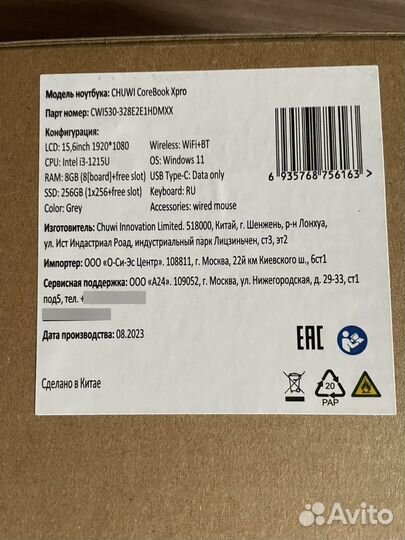 Модель ноутбука: CHUWI CoreBook Xpro
Парт номер: CWI530-328E2E1HDMXX
Конфигурация:
LCD: 15,6inch 1920*1080 Wireless: WiFi+BT
CPU: Intel i3-1215U OS: Windows 11
RAM: 8GB (8[board]+free slot) USB Type-C: Data only
SSD: 256GB (1x256+free slot) Keyboard: RU
Color: Grey Accessories: wired mouse
6 935768 756163 >
Изготовитель: Chuwi Innovation Limited. 518000, Китай, г. Шеньжень, р-н Лонхуа,
ул. Ист Индастриал Роад, индустриальный парк Лицзиньчен, ст3, эт2
Импортер: ООО «О-Си-Эс Центр». 108811, г. Москва, 22й км Киевского ш., 6ст1
Сервисная поддержка: ООО «А24». 109052, г. Москва, ул. Нижегородская, д. 29-33, ст1
под5, тел. +
Дата производства: 08.2023
EAC
Сделано в Китае
20
PAP
Avito